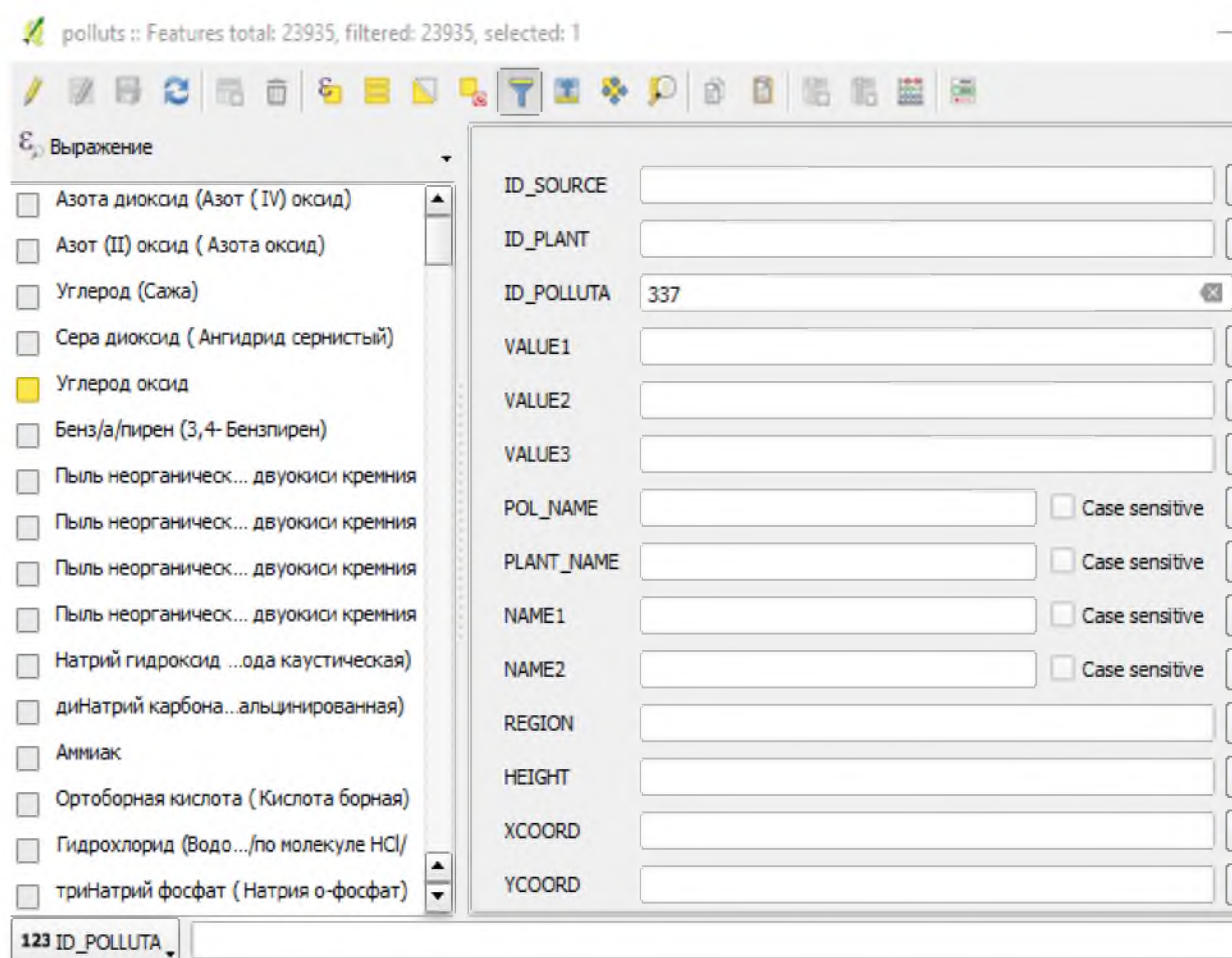 polluts :: Features total: 23935, filtered: 23935, selected: 1
Выражение
Азота диоксид (Азот ( IV) оксид)
Азот (II) оксид ( Азота оксид)
Углерод (Сажа)
Сера диоксид ( Ангидрид сернистый)
Углерод оксид
Бенз/а/пирен (3,4- Бензпирен)
Пыль неорганическ... двуокиси кремния
Пыль неорганическ... двуокиси кремния
Пыль неорганическ... двуокиси кремния
Пыль неорганическ... двуокиси кремния
Натрий гидроксид ...ода каустическая)
диНатрий карбона...альцинированная)
Аммиак
Ортоборная кислота ( Кислота борная)
Гидрохлорид (Водо.../по молекуле HCl/
триНатрий фосфат ( Натрия о-фосфат)
ID_SOURCE
ID_PLANT
ID_POLLUTA 337
VALUE1
VALUE2
VALUE3
POL_NAME Case sensitive
PLANT_NAME Case sensitive
NAME1 Case sensitive
NAME2 Case sensitive
REGION
HEIGHT
XCOORD
YCOORD
123 ID_POLLUTA